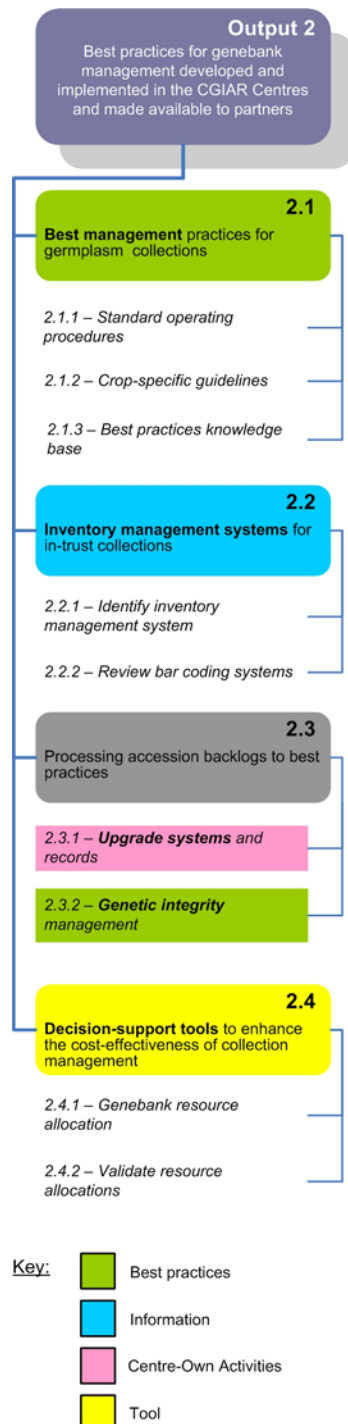 Output 2
Best practices for genebank
management developed and
implemented in the CGIAR Centres
and made available to partners
2.1
Best management practices for
germplasm collections
2.1.1 – Standard operating
procedures
2.1.2 – Crop-specific guidelines
2.1.3 – Best practices knowledge
base
2.2
Inventory management systems for
in-trust collections
2.2.1 – Identify inventory
management system
2.2.2 – Review bar coding systems
2.3
Processing accession backlogs to best
practices
2.3.1 – Upgrade systems and
records
2.3.2 – Genetic integrity
management
2.4
Decision-support tools to enhance
the cost-effectiveness of collection
management
2.4.1 – Genebank resource
allocation
2.4.2 – Validate resource
allocations
Key:
Best practices
Information
Centre-Own Activities
Tool